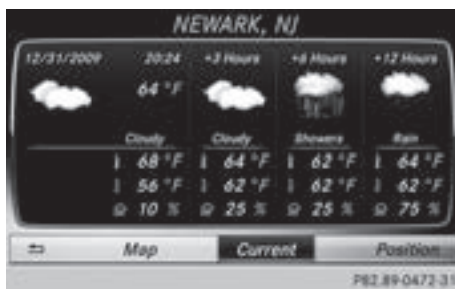 NEWARK, NJ
12/31/2009 20:24 +3 Hours +6 Hours +12 Hours
64 °F
Cloudy Cloudy Showers Rain
68 °F 64 °F 62 °F 64 °F
56 °F 62 °F 62 °F 62 °F
10 % 25 % 25 % 75 %
Map Current Position
P82.89-0472-31